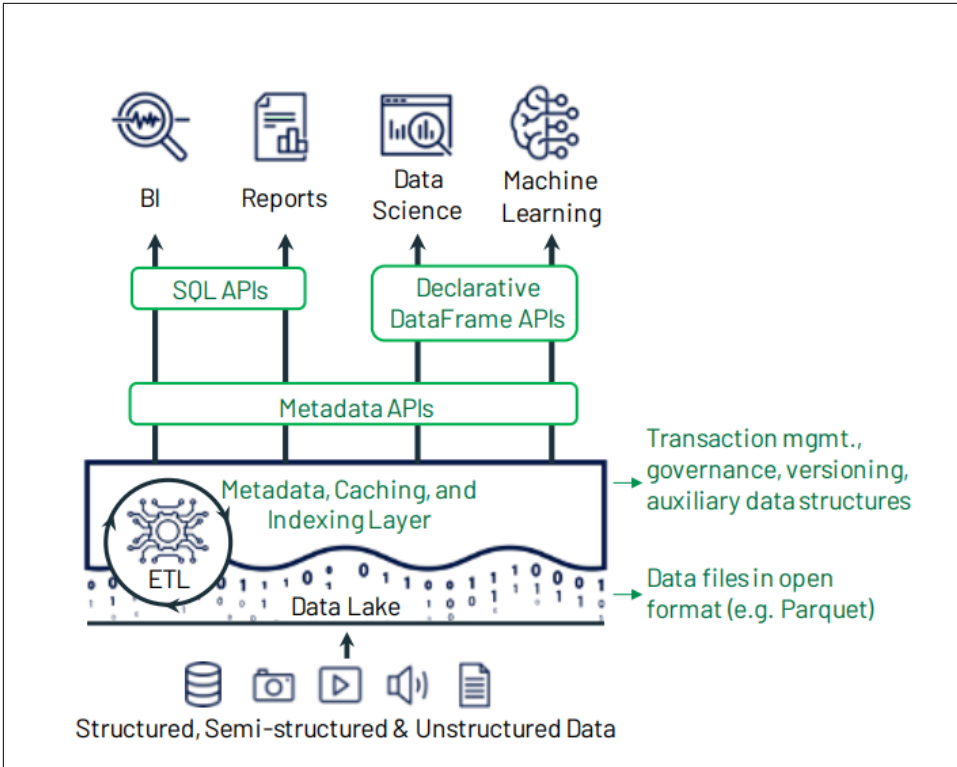 BI
Reports
Data
Science
Machine
Learning
SQL APIs
Declarative
DataFrame APIs
Metadata APIs
Transaction mgmt.,
governance, versioning,
auxiliary data structures
Metadata, Caching, and
Indexing Layer
ETL
Data Lake
Data files in open
format (e.g. Parquet)
Structured, Semi-structured & Unstructured Data